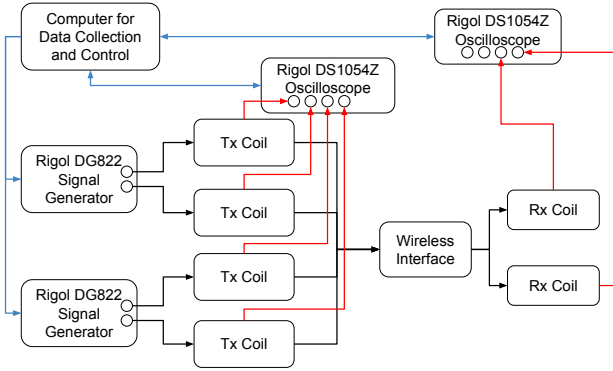 Computer for
Data Collection
and Control
Rigol DS1054Z
Oscilloscope
Rigol DS1054Z
Oscilloscope
Tx Coil
Rigol DG822
Signal
Generator
Tx Coil
Rx Coil
Wireless
Interface
Tx Coil
Rx Coil
Rigol DG822
Signal
Generator
Tx Coil